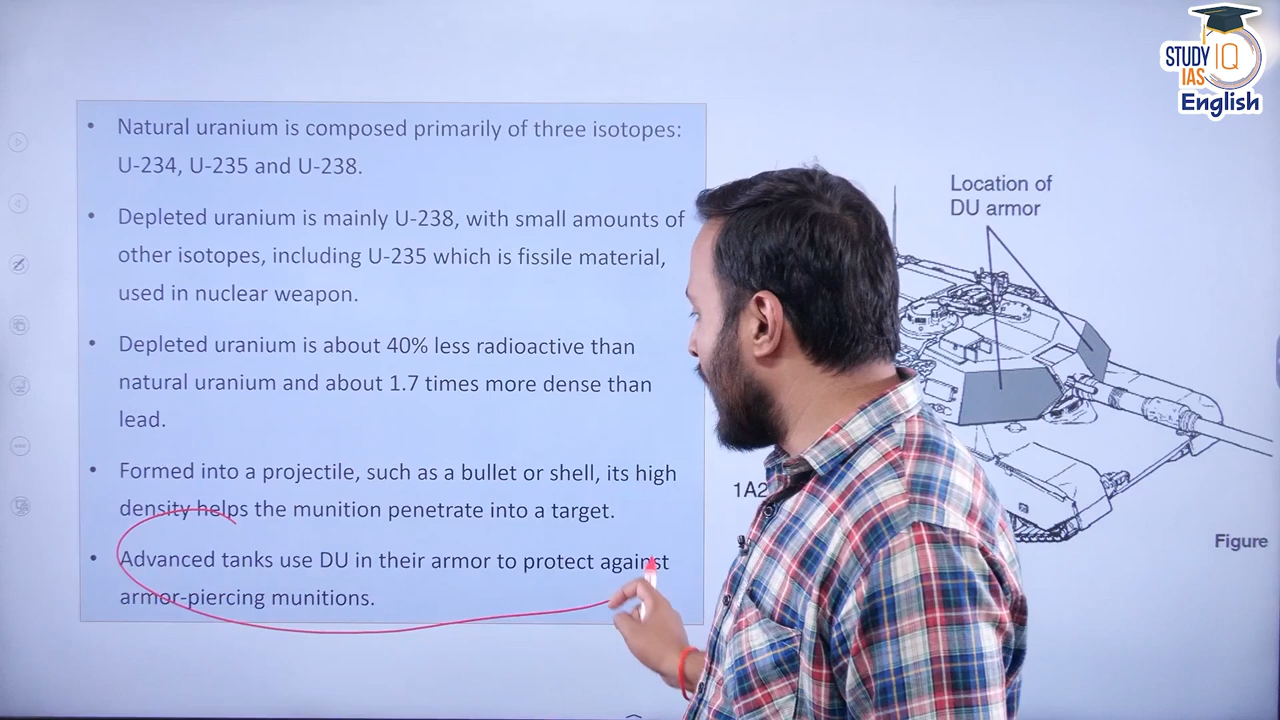 STUDY IQ
IAS
English
• Natural uranium is composed primarily of three isotopes:
U-234, U-235 and U-238.
• Depleted uranium is mainly U-238, with small amounts of
other isotopes, including U-235 which is fissile material,
used in nuclear weapon.
• Depleted uranium is about 40% less radioactive than
natural uranium and about 1.7 times more dense than
lead.
• Formed into a projectile, such as a bullet or shell, its high
density helps the munition penetrate into a target.
• Advanced tanks use DU in their armor to protect against
armor-piercing munitions.
Location of
DU armor
1A2
Figure